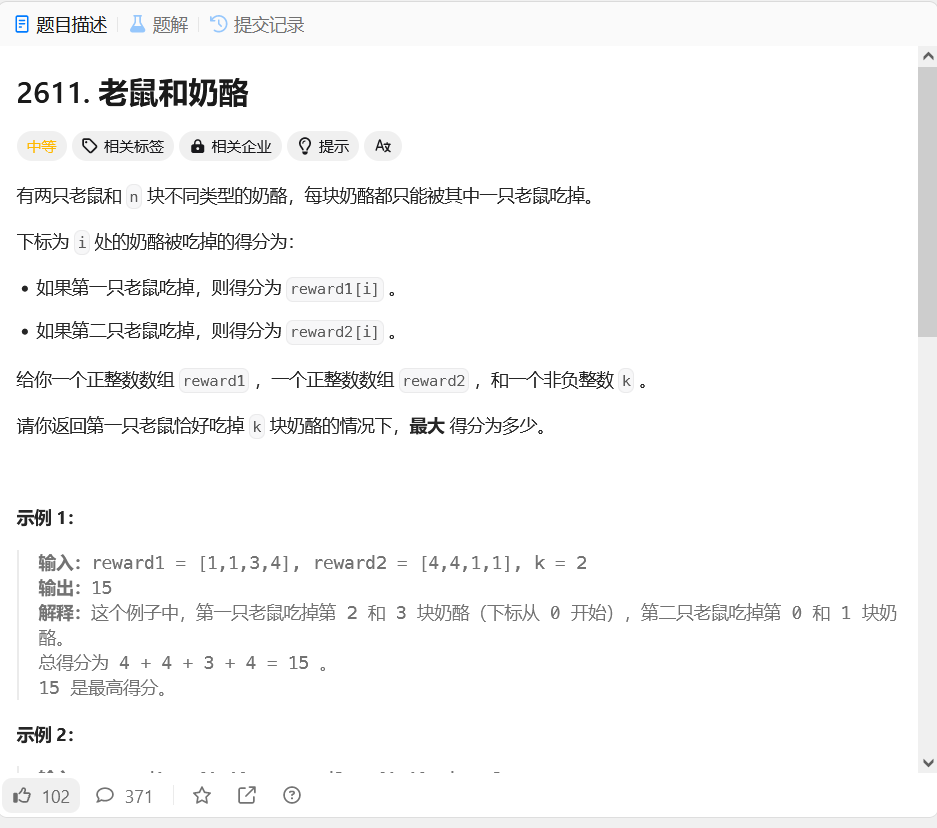 题目描述 题解 提交记录
2611. 老鼠和奶酪
中等 相关标签 相关企业 提示 Aχ
有两只老鼠和 n 块不同类型的奶酪，每块奶酪都只能被其中一只老鼠吃掉。
下标为 i 处的奶酪被吃掉的得分为：
• 如果第一只老鼠吃掉，则得分为 reward1[i] 。
• 如果第二只老鼠吃掉，则得分为 reward2[i] 。
给你一个正整数数组 reward1 ，一个正整数数组 reward2 ，和一个非负整数 k 。
请你返回第一只老鼠恰好吃掉 k 块奶酪的情况下，最大 得分为多少。
示例 1：
输入：reward1 = [1,1,3,4], reward2 = [4,4,1,1], k = 2
输出：15
解释：这个例子中，第一只老鼠吃掉第 2 和 3 块奶酪（下标从 0 开始），第二只老鼠吃掉第 0 和 1 块奶
酪。
总得分为 4 + 4 + 3 + 4 = 15 。
15 是最高得分。
示例 2：
102 371